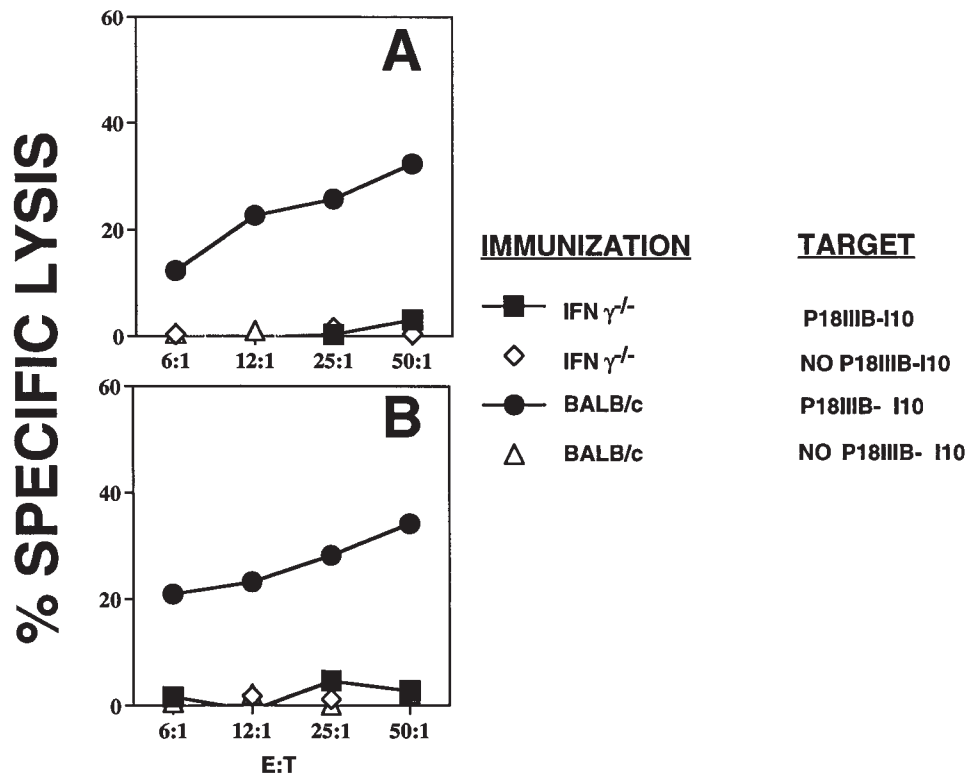 % SPECIFIC LYSIS
60
A
40
20
0
6:1 12:1 25:1 50:1
60
B
40
20
0
6:1 12:1 25:1 50:1
E:T
IMMUNIZATION TARGET
IFN γ-/- P18IIIB-I10
IFN γ-/- NO P18IIIB-I10
BALB/c P18IIIB- I10
BALB/c NO P18IIIB- I10